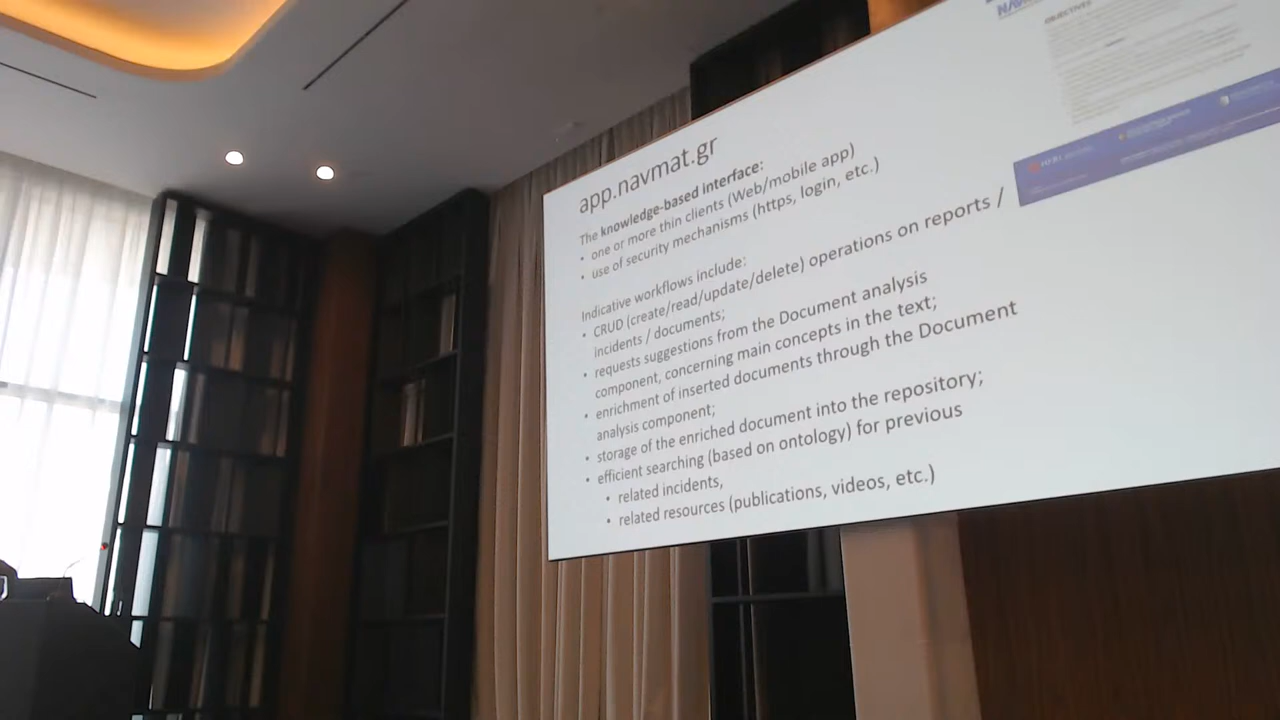 app.navmat.gr
The knowledge-based interface:
• one or more thin clients (Web/mobile app)
• use of security mechanisms (https, login, etc.)
Indicative workflows include:
• CRUD (create/read/update/delete) operations on reports /
incidents / documents;
• requests suggestions from the Document analysis
component, concerning main concepts in the text;
• enrichment of inserted documents through the Document
analysis component;
• storage of the enriched document into the repository;
• efficient searching (based on ontology) for previous
• related incidents,
• related resources (publications, videos, etc.)
OBJECTIVES